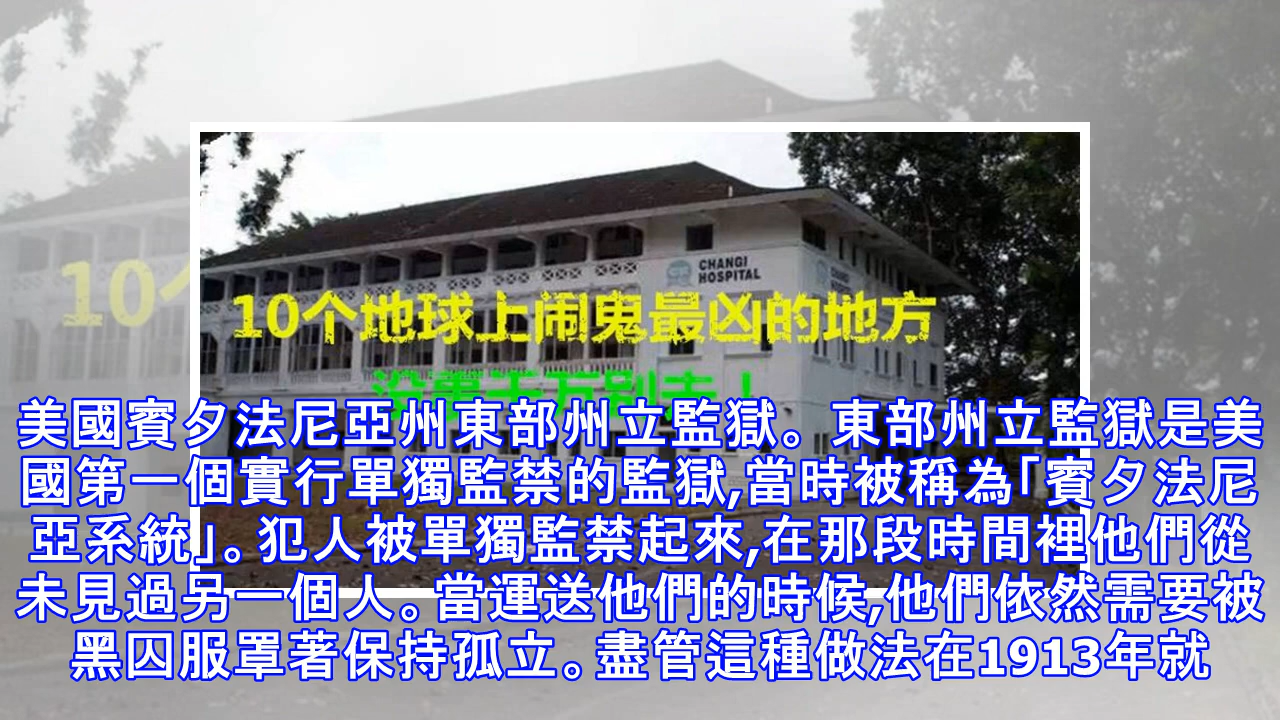 CHANGI
HOSPITAL
CHANGI
10个地球上闹鬼最凶的地方
美國賓夕法尼亞州東部州立監獄。東部州立監獄是美
國第一個實行單獨監禁的監獄,當時被稱為「賓夕法尼
亞系統」。犯人被單獨監禁起來,在那段時間裡他們從
未見過另一個人。當運送他們的時候,他們依然需要被
黑囚服罩著保持孤立。盡管這種做法在1913年就